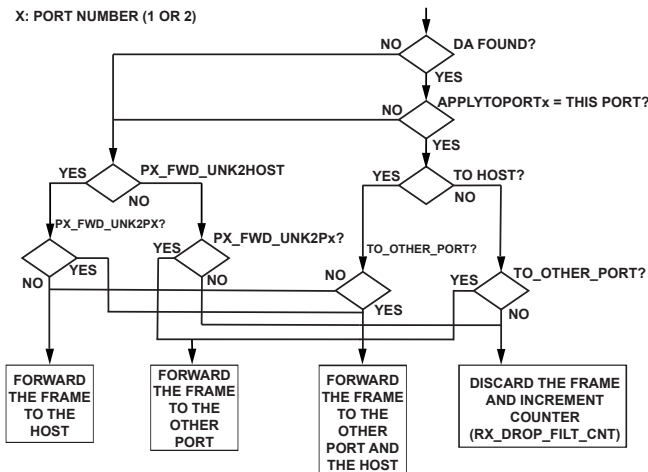 X: PORT NUMBER (1 OR 2)
NO
DA FOUND?
YES
NO
APPLYTOPORTx = THIS PORT?
YES
YES
PX_FWD_UNK2HOST
NO
YES
TO HOST?
NO
PX_FWD_UNK2PX?
YES
NO
YES
PX_FWD_UNK2Px?
NO
TO_OTHER_PORT?
NO
YES
YES
TO_OTHER_PORT?
NO
FORWARD
THE FRAME
TO THE
HOST
FORWARD
THE FRAME
TO THE
OTHER
PORT
FORWARD
THE FRAME
TO THE
OTHER
PORT AND
THE HOST
DISCARD THE FRAME
AND INCREMENT
COUNTER
(RX_DROP_FILT_CNT)